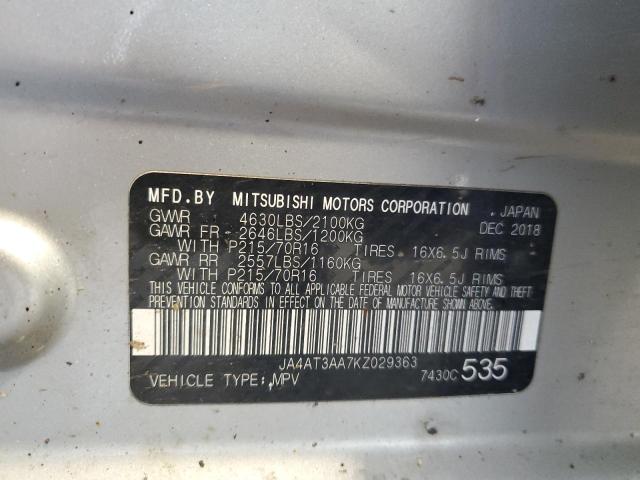 MFD.BY MITSUBISHI MOTORS CORPORATION . JAPAN
GVWR 4630LBS/2100KG DEC 2018
GAWR FR 2646LBS/1200KG
WITH P215/70R16 TIRES 16X6.5J RIMS
GAWR RR 2557LBS/1160KG
WITH P215/70R16 TIRES 16X6.5J RIMS
THIS VEHICLE CONFORMS TO ALL APPLICABLE FEDERAL MOTOR VEHICLE SAFETY AND THEFT
PREVENTION STANDARDS IN EFFECT ON THE DATE OF MANUFACTURE SHOWN ABOVE.
JA4AT3AA7KZ029363
VEHICLE TYPE: MPV 7430C 535